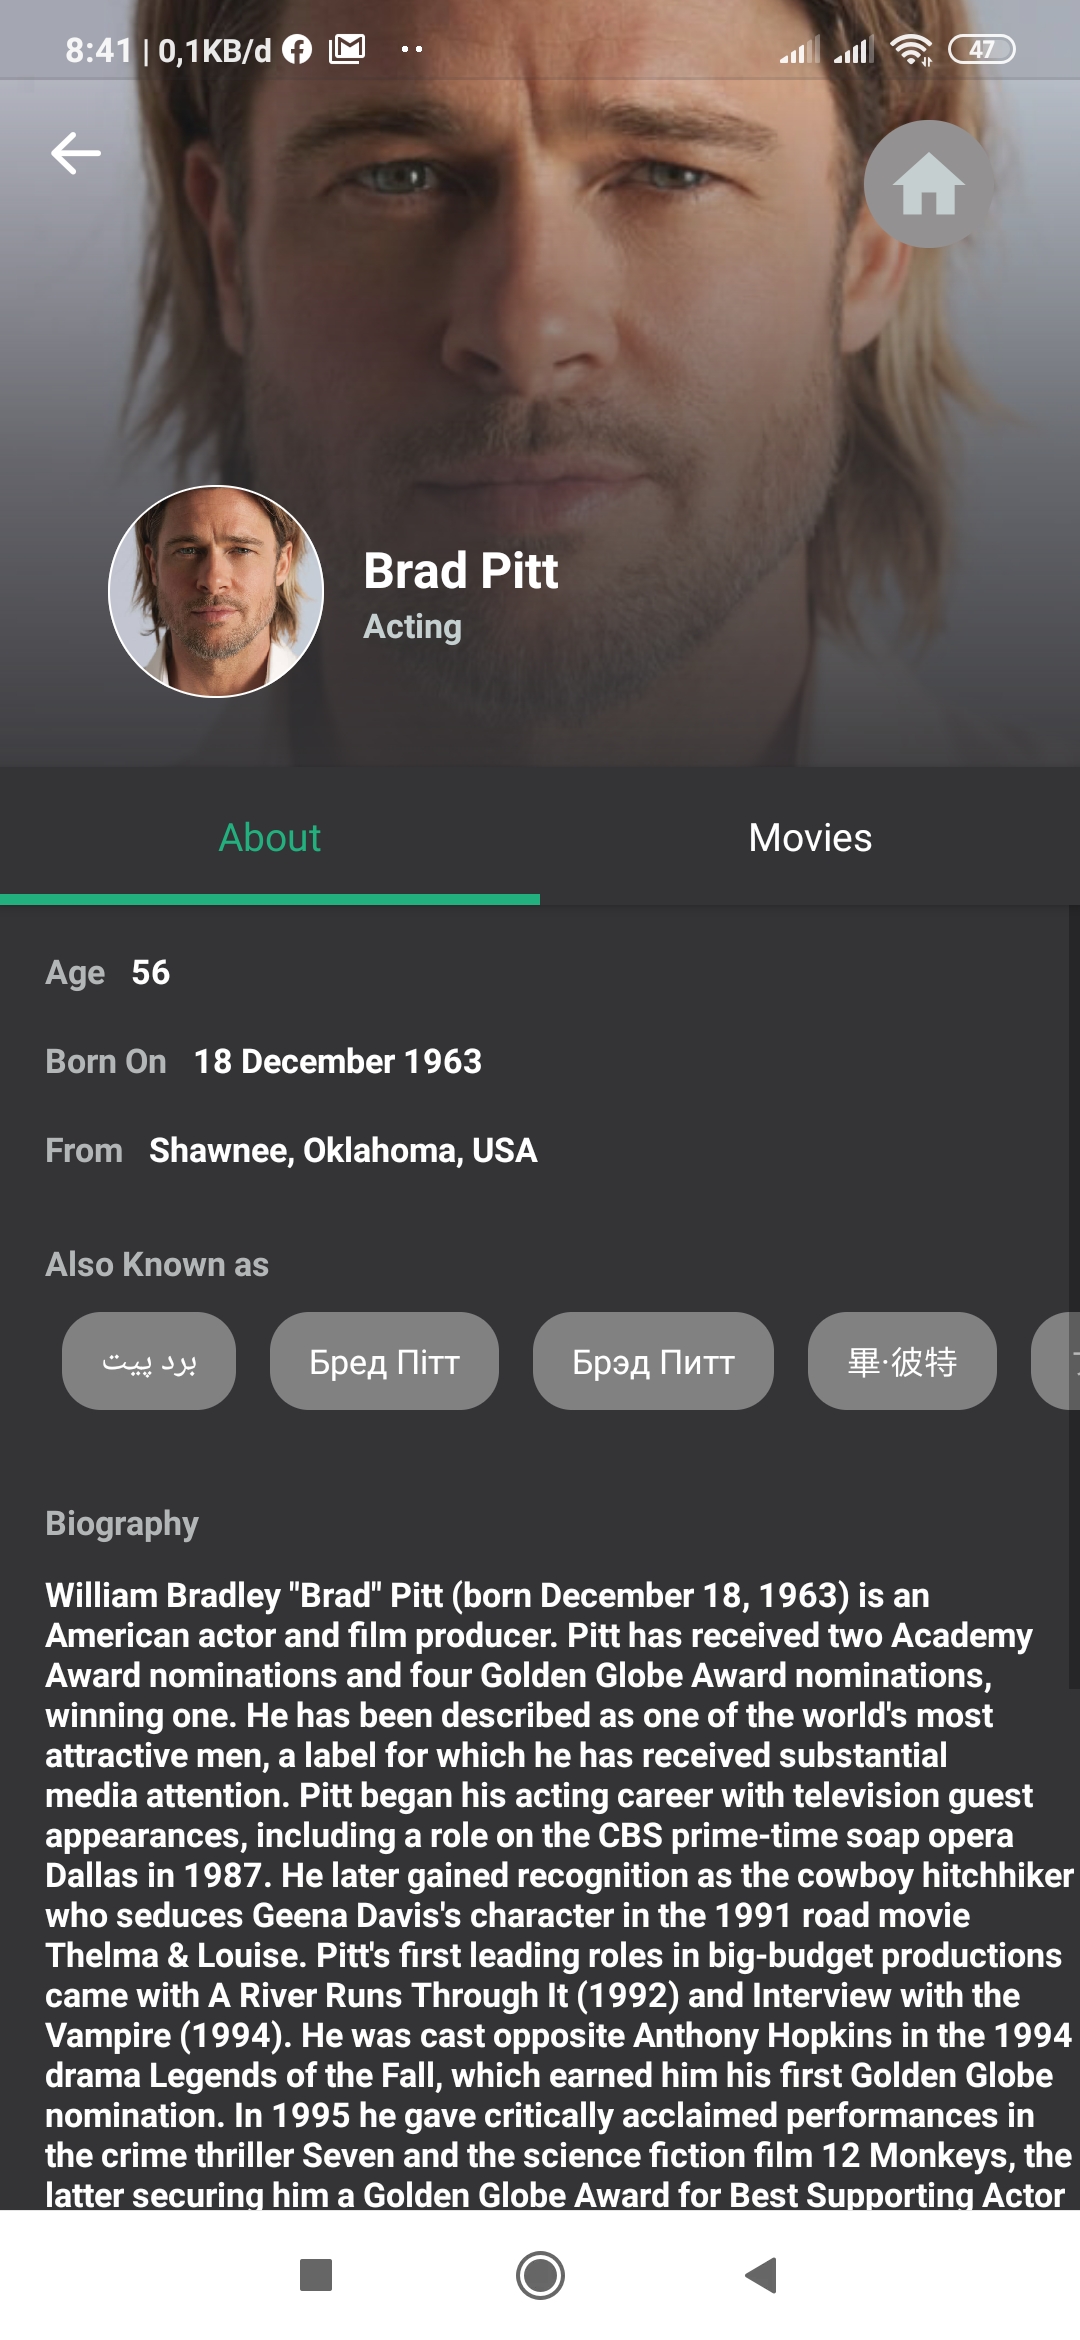 8:41 | 0,1KB/d
47
Brad Pitt
Acting
About
Movies
Age 56
Born On 18 December 1963
From Shawnee, Oklahoma, USA
Also Known as
برد پیت
Бред Пітт
Брэд Питт
畢·彼特
Biography
William Bradley "Brad" Pitt (born December 18, 1963) is an
American actor and film producer. Pitt has received two Academy
Award nominations and four Golden Globe Award nominations,
winning one. He has been described as one of the world's most
attractive men, a label for which he has received substantial
media attention. Pitt began his acting career with television guest
appearances, including a role on the CBS prime-time soap opera
Dallas in 1987. He later gained recognition as the cowboy hitchhiker
who seduces Geena Davis's character in the 1991 road movie
Thelma & Louise. Pitt's first leading roles in big-budget productions
came with A River Runs Through It (1992) and Interview with the
Vampire (1994). He was cast opposite Anthony Hopkins in the 1994
drama Legends of the Fall, which earned him his first Golden Globe
nomination. In 1995 he gave critically acclaimed performances in
the crime thriller Seven and the science fiction film 12 Monkeys, the
latter securing him a Golden Globe Award for Best Supporting Actor